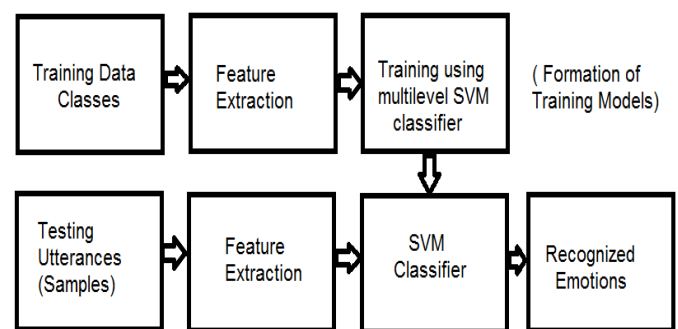 Training Data
Classes
Feature
Extraction
Training using
multilevel SVM
classifier
( Formation of
Training Models)
Testing
Utterances
(Samples)
Feature
Extraction
SVM
Classifier
Recognized
Emotions